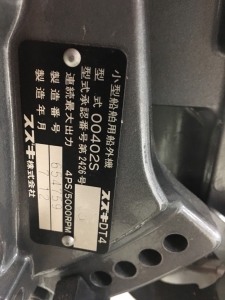 小型船舶用船外機
スズキDT4
型式 00402S
型式承認番号第2426号
連続最大出力 4PS/5000RPM
製造番号
製造年月
スズキ株式会社